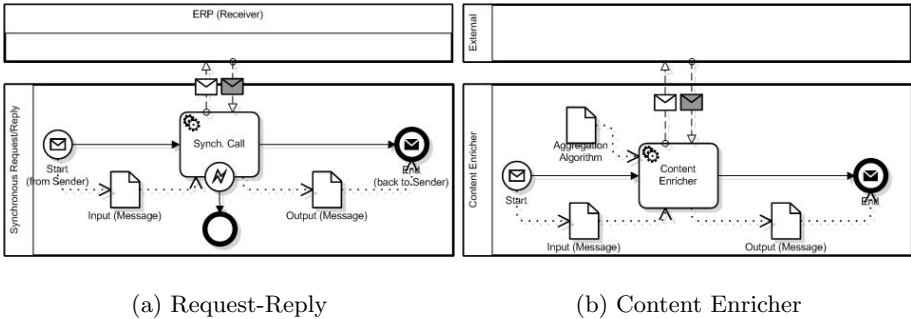 ERP (Receiver)
Synchronous Request/Reply
Synch. Call
Start
(from Sender)
End
(back to Sender)
Input (Message)
Output (Message)
(a) Request-Reply
External
Content Enricher
Aggregation
Algorithm
Content
Enricher
Start
End
Input (Message)
Output (Message)
(b) Content Enricher